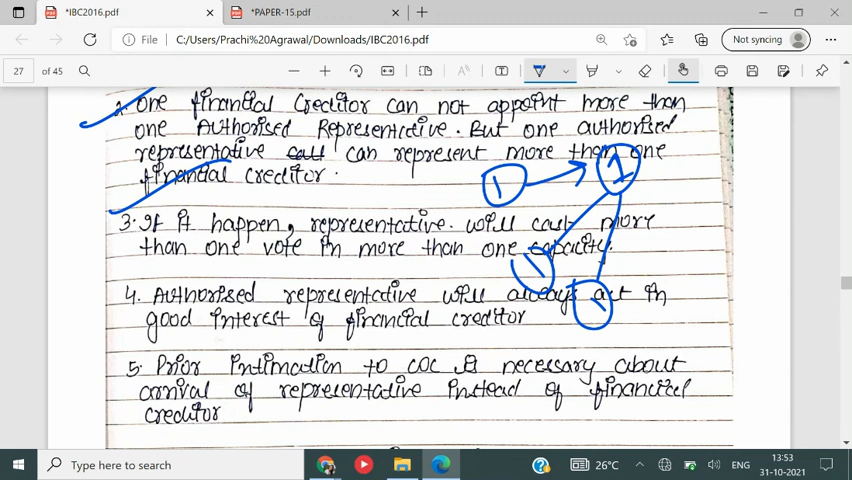 *IBC2016.pdf
*PAPER-15.pdf
File
C:/Users/Prachi%20Agrawal/Downloads/IBC2016.pdf
Not syncing
27 of 45
2. One financial Creditor can not appoint more than
one Authorised Representative. But one authorised
representative can represent more than one
financial creditor.
1
1
3. If it happen, representative will cast more
than one vote in more than one capacity.
1
4. Authorised representative will always act in
1
good interest of financial creditor
5. Prior intimation to COC is necessary about
arrival of representative instead of financial
creditor
Type here to search
26°C
ENG
13:53
31-10-2021